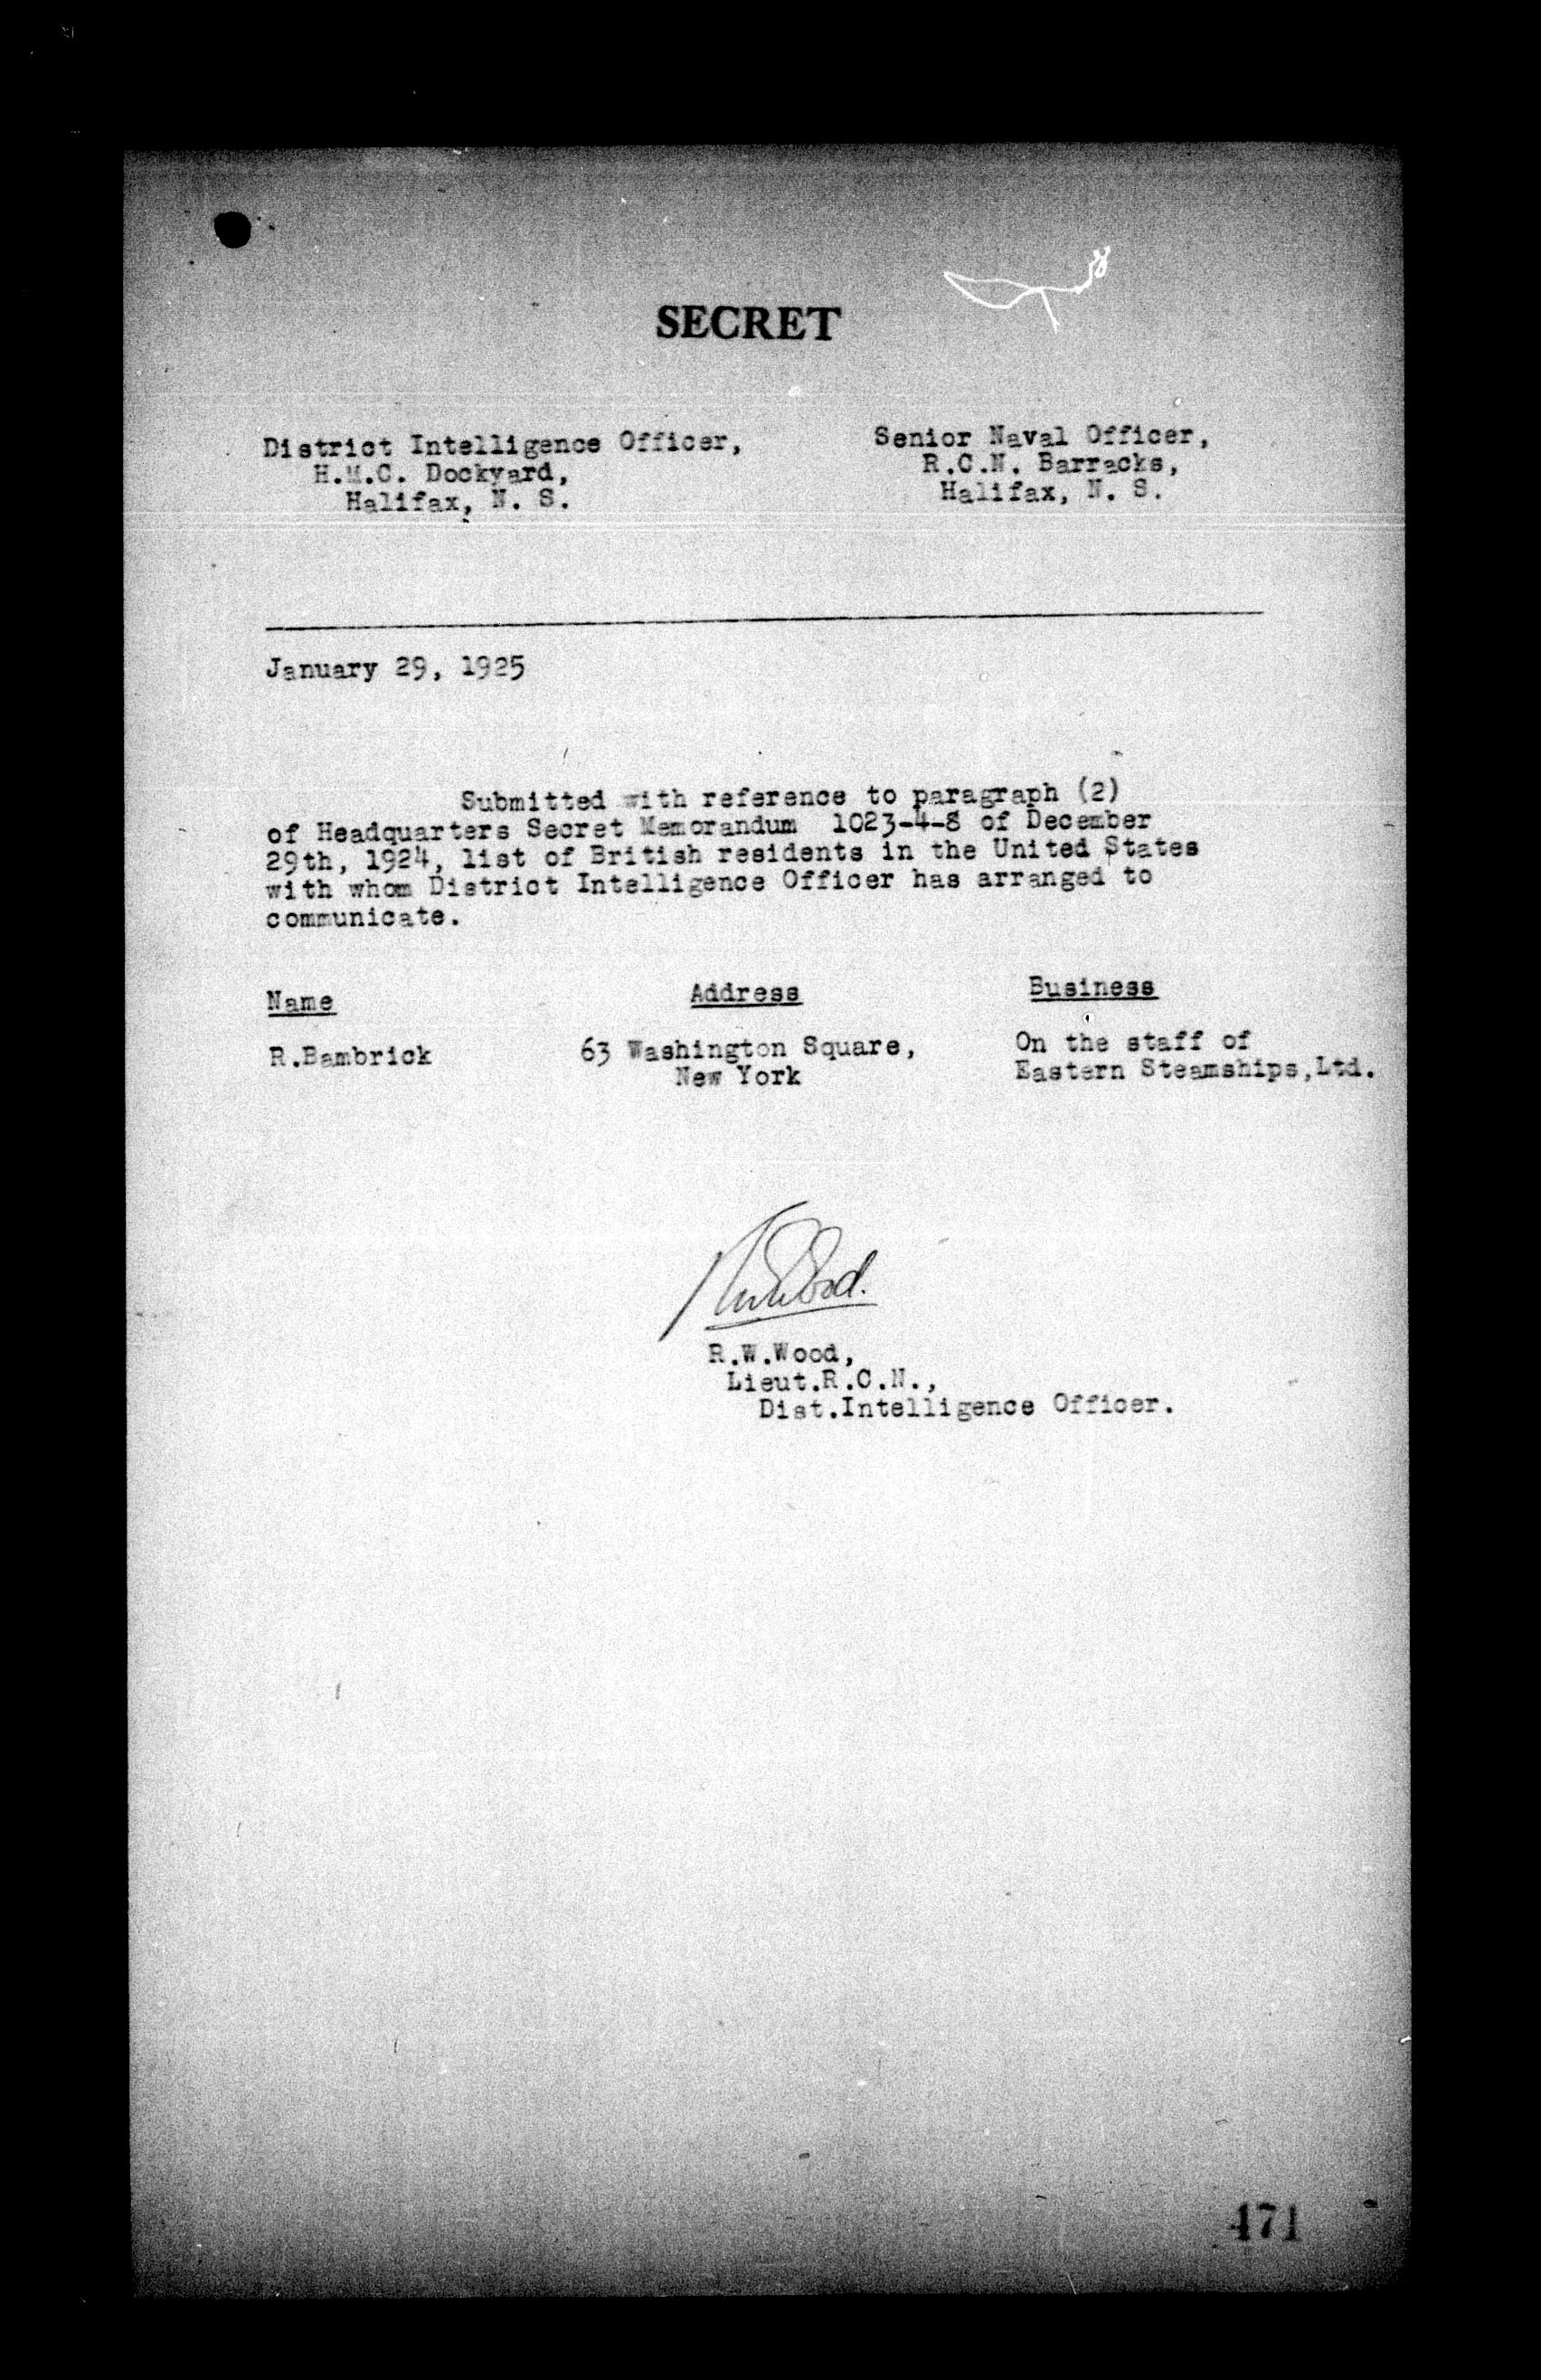 SECRET
District Intelligence Officer,
H.M.C. Dockyard,
Halifax, N. S.
Senior Naval Officer,
R.C.N. Barracks,
Halifax, N. S.
January 29, 1925
Submitted with reference to paragraph (2)
of Headquarters Secret Memorandum 1023-4-8 of December
29th, 1924, list of British residents in the United States
with whom District Intelligence Officer has arranged to
communicate.
Name Address Business
R.Bambrick 63 Washington Square, On the staff of
New York Eastern Steamships,Ltd.
RWWood.
R.W.Wood,
Lieut.R.C.N.,
Dist.Intelligence Officer.
471